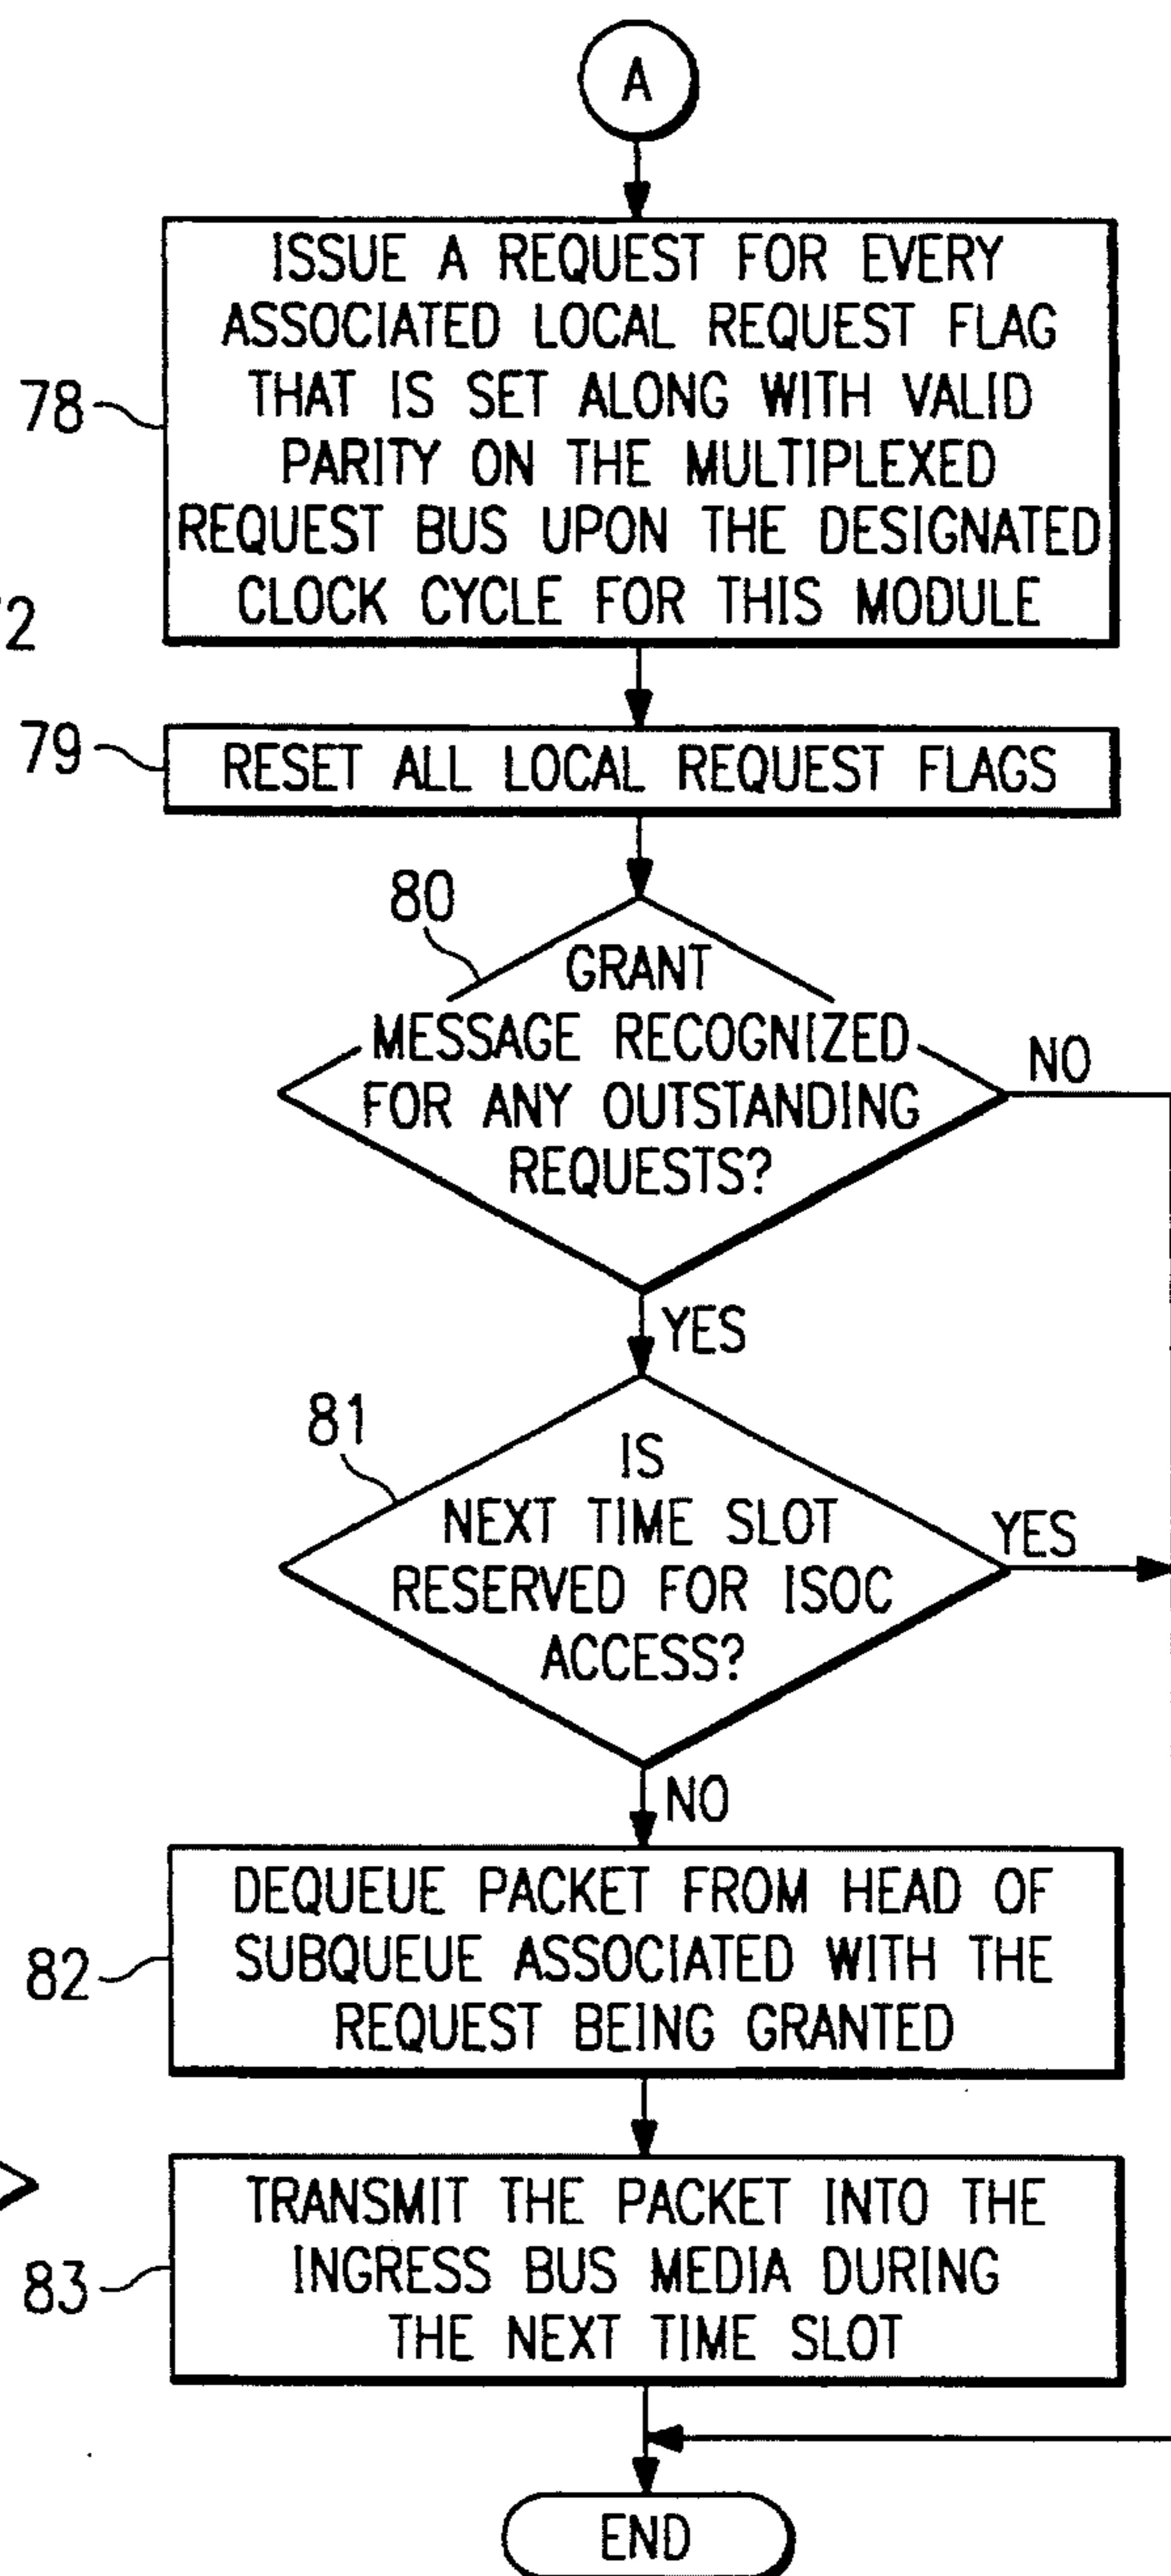 A
ISSUE A REQUEST FOR EVERY
ASSOCIATED LOCAL REQUEST FLAG
THAT IS SET ALONG WITH VALID
PARITY ON THE MULTIPLEXED
REQUEST BUS UPON THE DESIGNATED
CLOCK CYCLE FOR THIS MODULE
78
2
79
RESET ALL LOCAL REQUEST FLAGS
80
GRANT
MESSAGE RECOGNIZED
FOR ANY OUTSTANDING
REQUESTS?
NO
YES
81
IS
NEXT TIME SLOT
RESERVED FOR ISOC
ACCESS?
YES
NO
82
DEQUEUE PACKET FROM HEAD OF
SUBQUEUE ASSOCIATED WITH THE
REQUEST BEING GRANTED
83
TRANSMIT THE PACKET INTO THE
INGRESS BUS MEDIA DURING
THE NEXT TIME SLOT
END